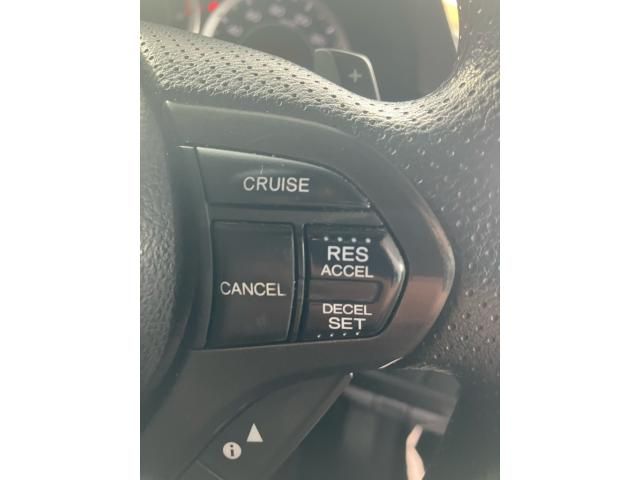 +
CRUISE
RES
ACCEL
CANCEL
DECEL
SET
i